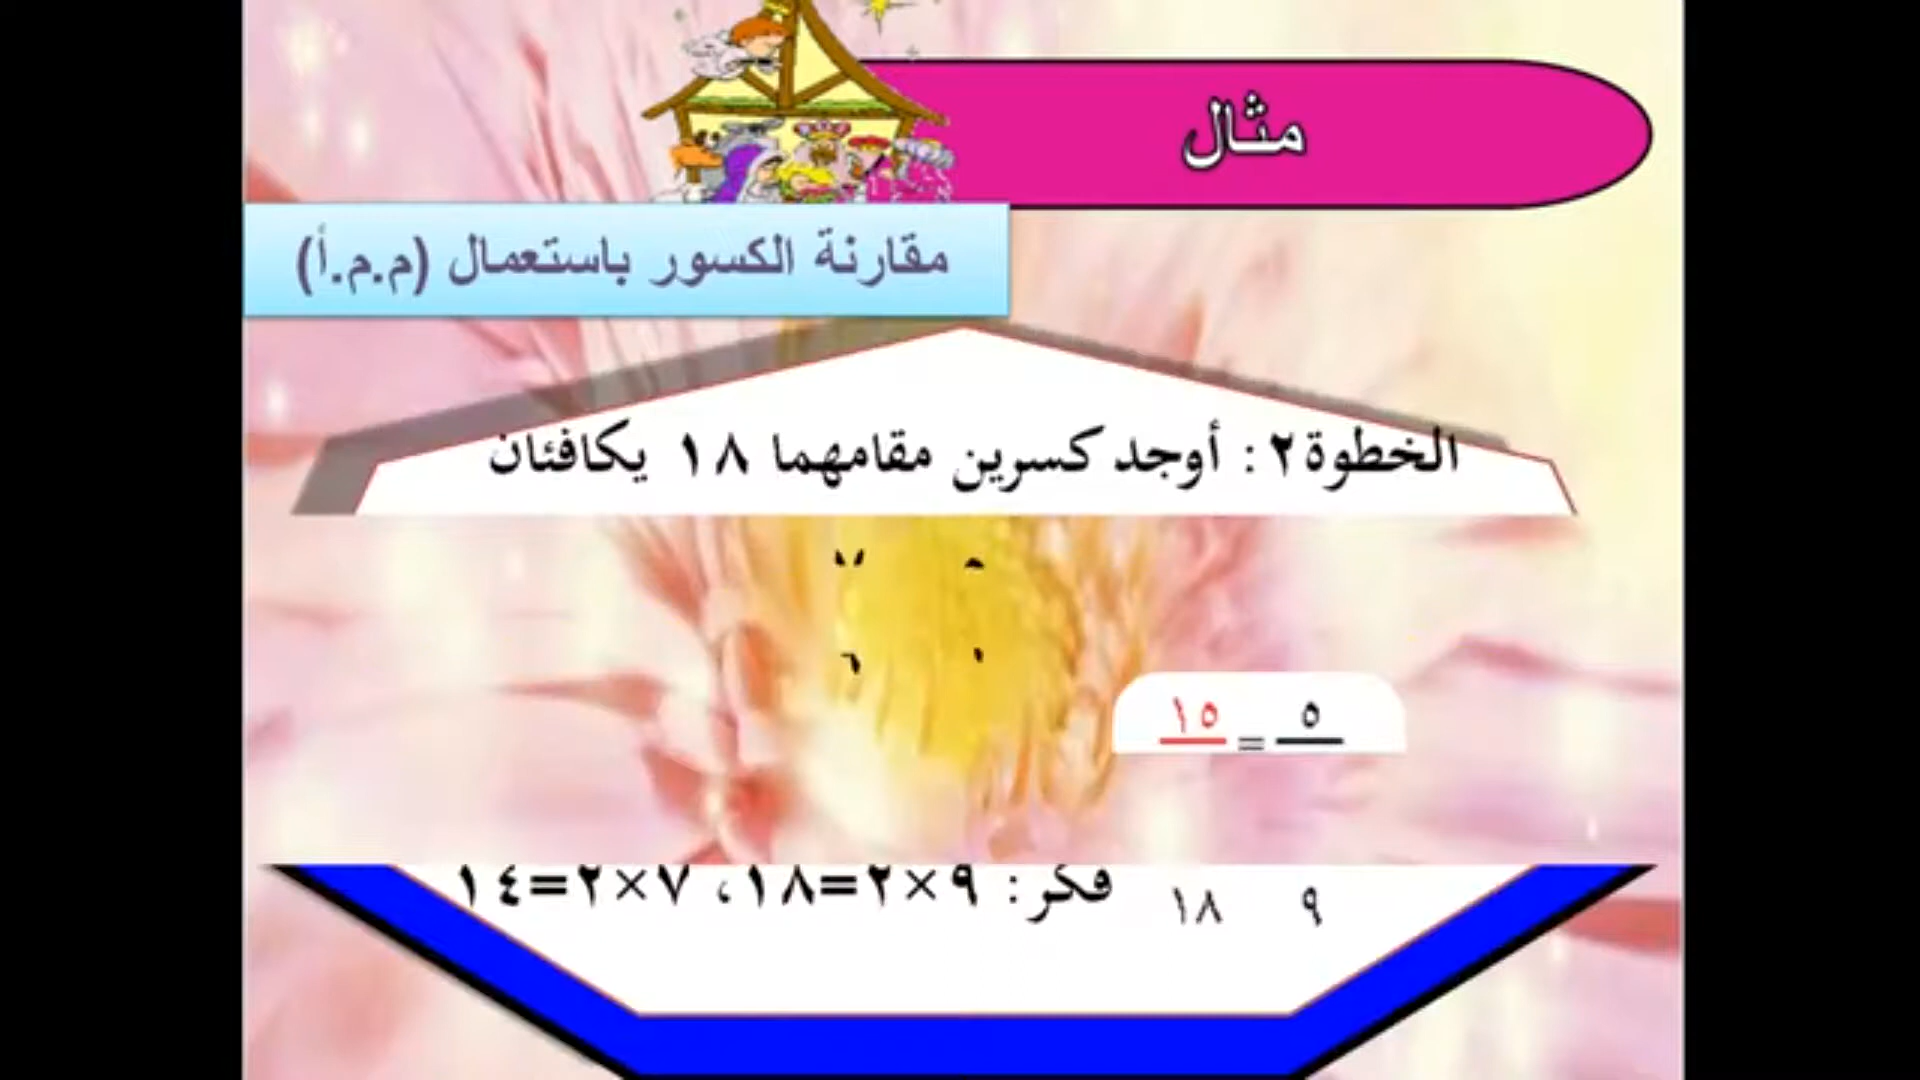 مثال
مقارنة الكسور باستعمال (م.م.أ)
الخطوة٢: أوجد كسرين مقامهما ١٨ يكافئان
٥ = ١٥
فكر: ٩×٢=١٨، ٧×٢=١٤
٩ ١٨